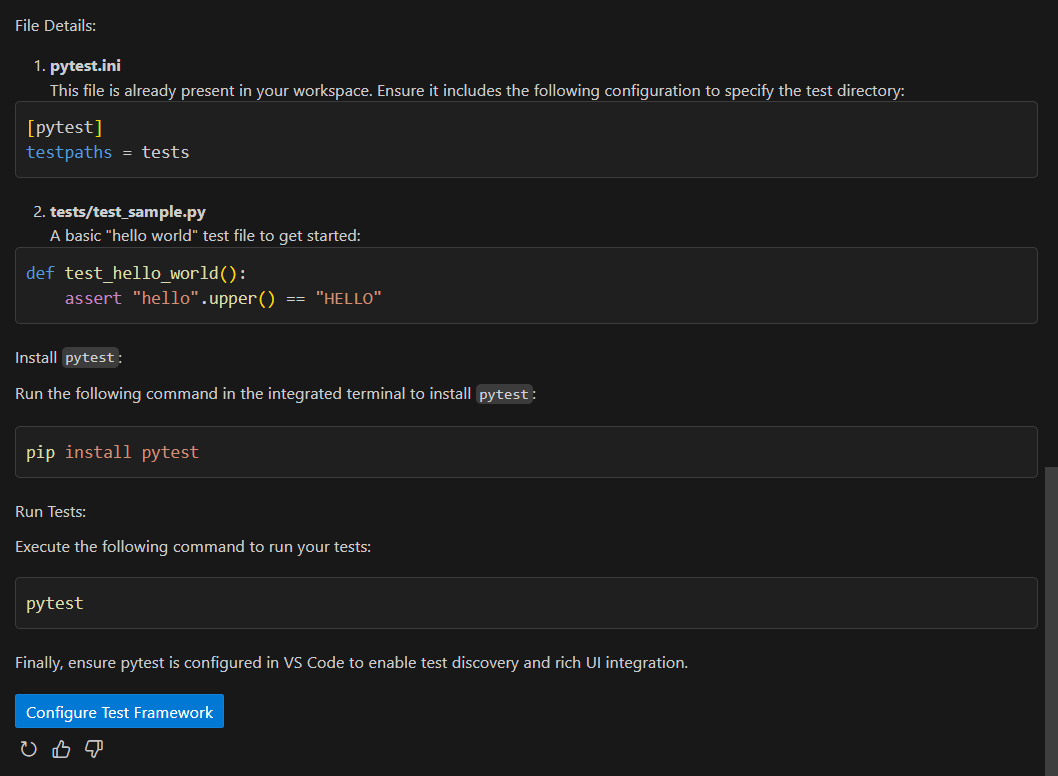 File Details:
1. pytest.ini
This file is already present in your workspace. Ensure it includes the following configuration to specify the test directory:
[pytest]
testpaths = tests
2. tests/test_sample.py
A basic "hello world" test file to get started:
def test_hello_world():
    assert "hello".upper() == "HELLO"
Install pytest:
Run the following command in the integrated terminal to install pytest:
pip install pytest
Run Tests:
Execute the following command to run your tests:
pytest
Finally, ensure pytest is configured in VS Code to enable test discovery and rich UI integration.
Configure Test Framework